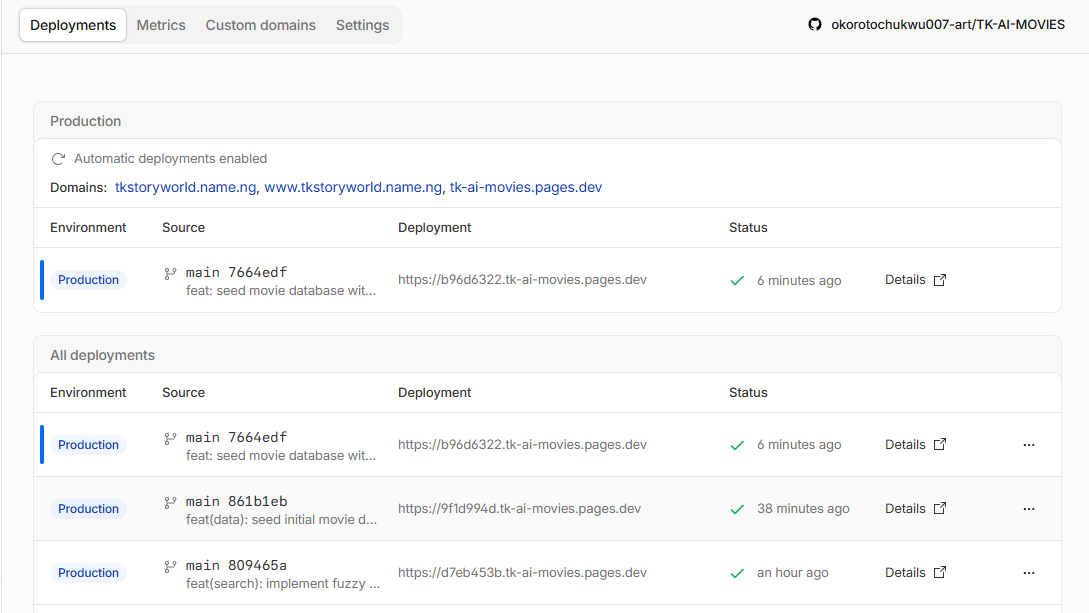 Deployments Metrics Custom domains Settings okorotochukwu007-art/TK-AI-MOVIES
Production
Automatic deployments enabled
Domains: tkstoryworld.name.ng, www.tkstoryworld.name.ng, tk-ai-movies.pages.dev
Environment Source Deployment Status
Production main 7664edf https://b96d6322.tk-ai-movies.pages.dev 6 minutes ago Details
feat: seed movie database wit...
All deployments
Environment Source Deployment Status
Production main 7664edf https://b96d6322.tk-ai-movies.pages.dev 6 minutes ago Details ...
feat: seed movie database wit...
Production main 861b1eb https://9f1d994d.tk-ai-movies.pages.dev 38 minutes ago Details ...
feat(data): seed initial movie d...
Production main 809465a https://d7eb453b.tk-ai-movies.pages.dev an hour ago Details ...
feat(search): implement fuzzy ...